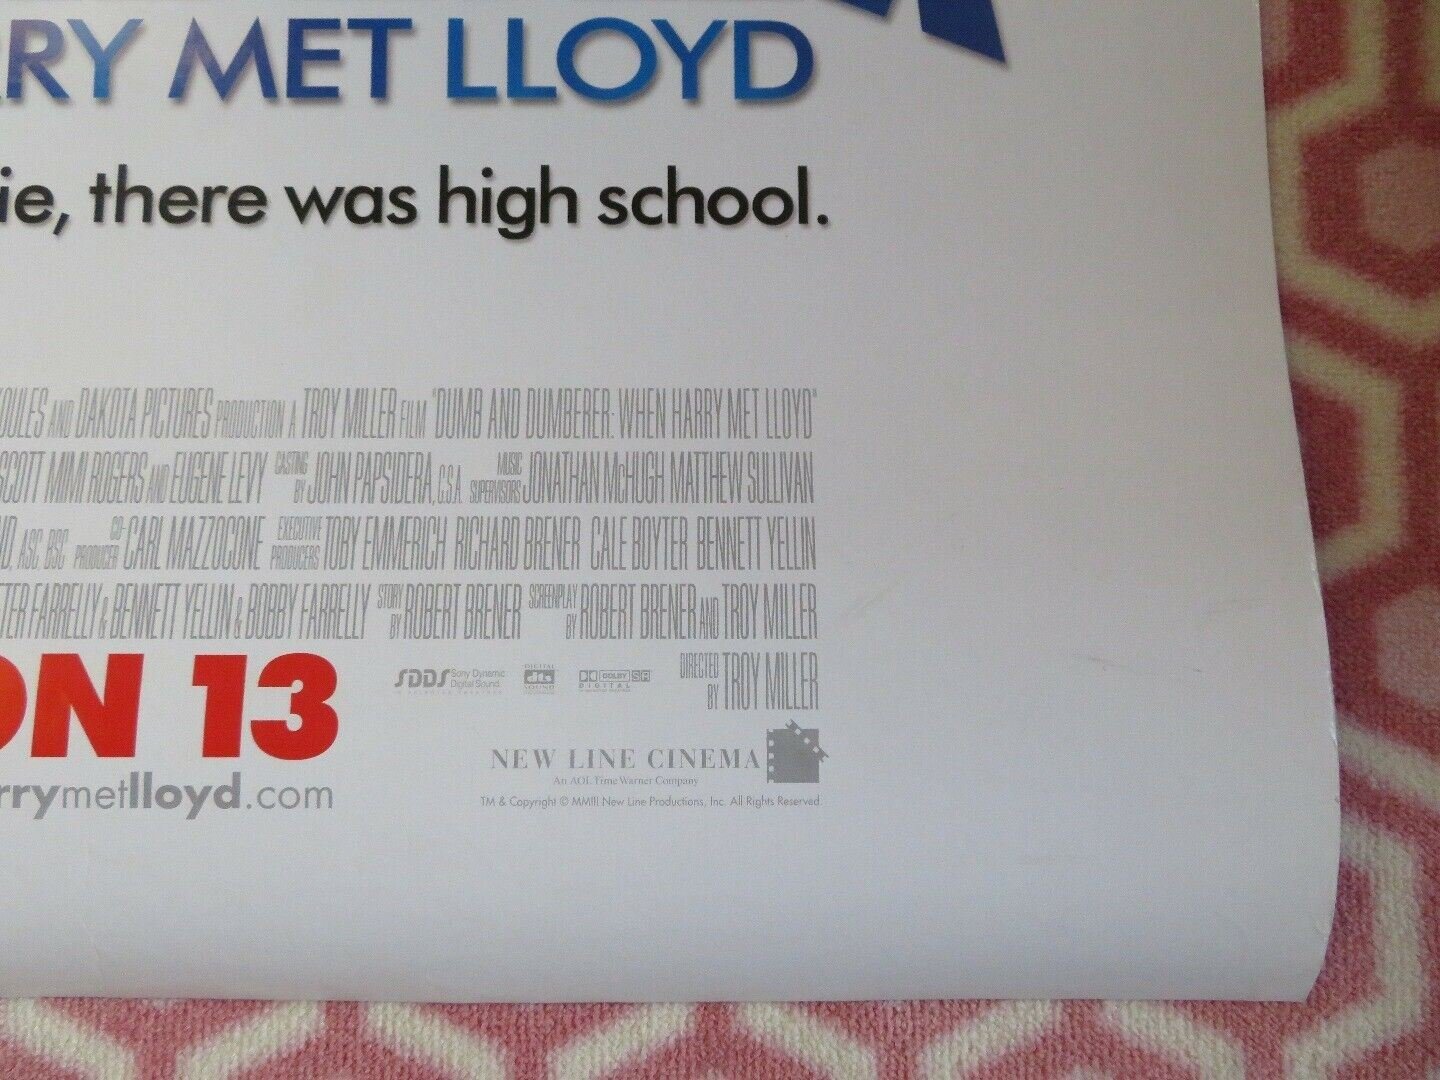 RRY MET LLOYD
ie, there was high school.
OULES AND DAKOTA PICTURES PRODUCTION A TROY MILLER FILM "DUMB AND DUMBERER: WHEN HARRY MET LLOYD"
SCOTT MIMI ROGERS AND EUGENE LEVY CASTING BY JOHN PAPSIDERA, C.S.A. MUSIC SUPERVISORS JONATHAN McHUGH MATTHEW SULLIVAN
UD, ASC, BSC CO-PRODUCER CARL MAZZOCONE EXECUTIVE PRODUCERS TOBY EMMERICH RICHARD BRENER CALE BOYTER BENNETT YELLIN
TER FARRELLY & BENNETT YELLIN & BOBBY FARRELLY STORY BY ROBERT BRENER SCREENPLAY BY ROBERT BRENER AND TROY MILLER
ON 13
SDDS Sony Dynamic Digital Sound
DIGITAL dts SOUND
DOLBY SR DIGITAL
DIRECTED BY TROY MILLER
rrymetlloyd.com
NEW LINE CINEMA
An AOL Time Warner Company
TM & Copyright © MMIII New Line Productions, Inc. All Rights Reserved.